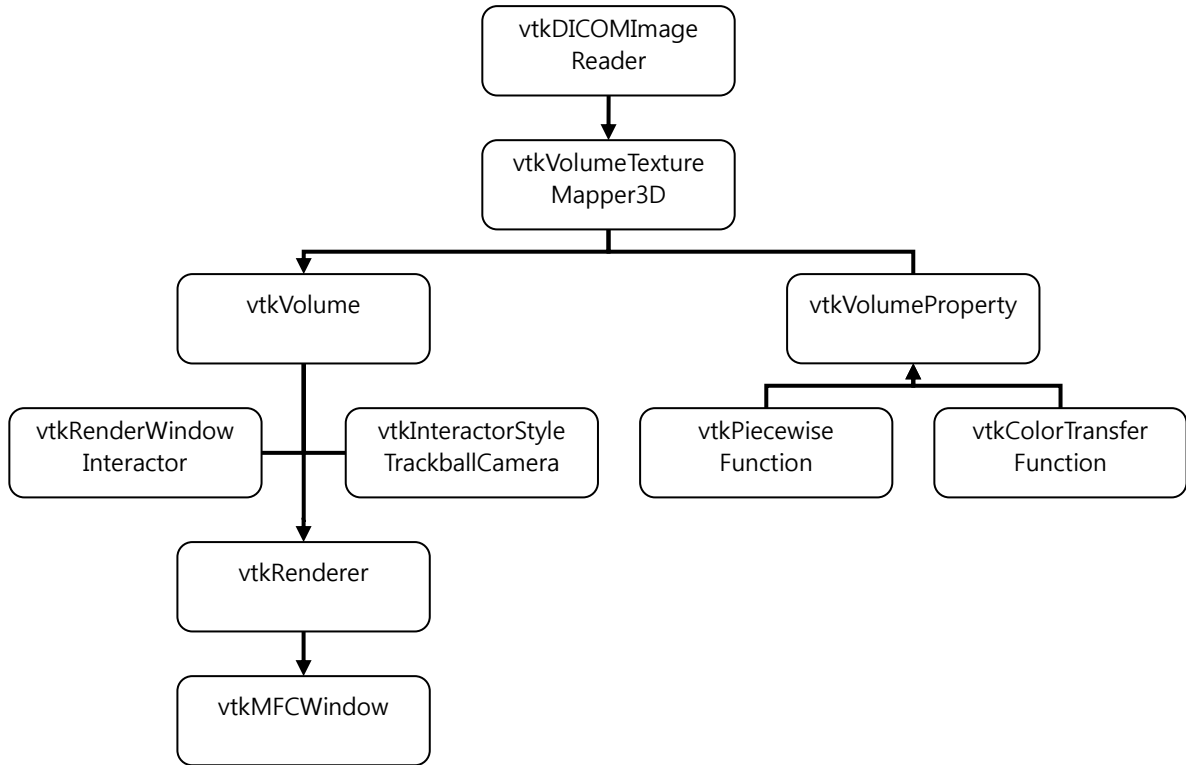 vtkDICOMImage
Reader
vtkVolumeTexture
Mapper3D
vtkVolume
vtkVolumeProperty
vtkRenderWindow
Interactor
vtkInteractorStyle
TrackballCamera
vtkPiecewise
Function
vtkColorTransfer
Function
vtkRenderer
vtkMFCWindow